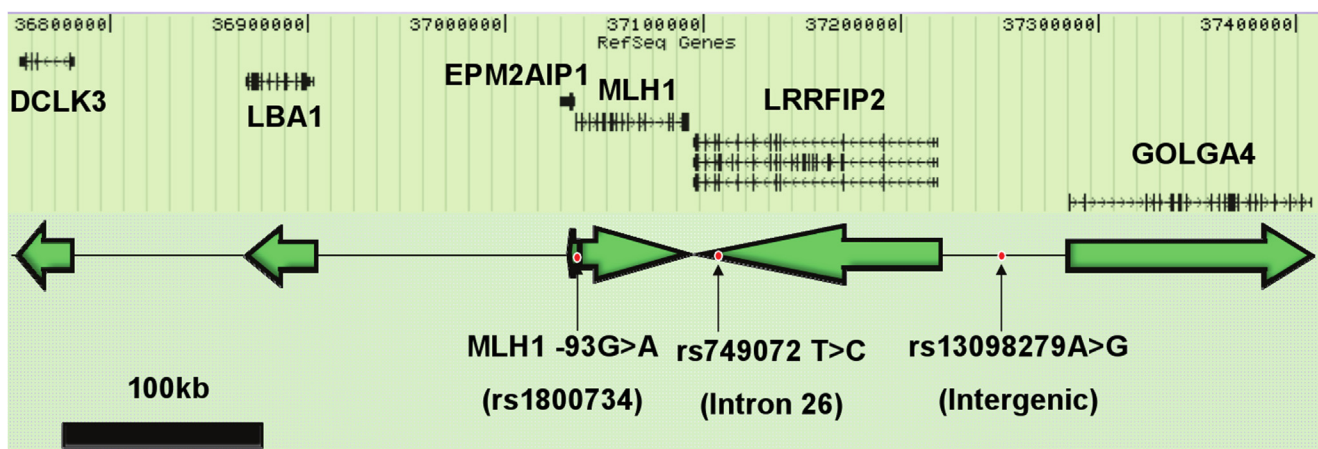 36800000| 36900000| 37000000| 37100000| 37200000| 37300000| 37400000|
RefSeq Genes
EPM2AIP1
MLH1
DCLK3
LBA1
LRRFIP2
GOLGA4
MLH1 -93G>A
(rs1800734)
rs749072 T>C
(Intron 26)
rs13098279A>G
(Intergenic)
100kb